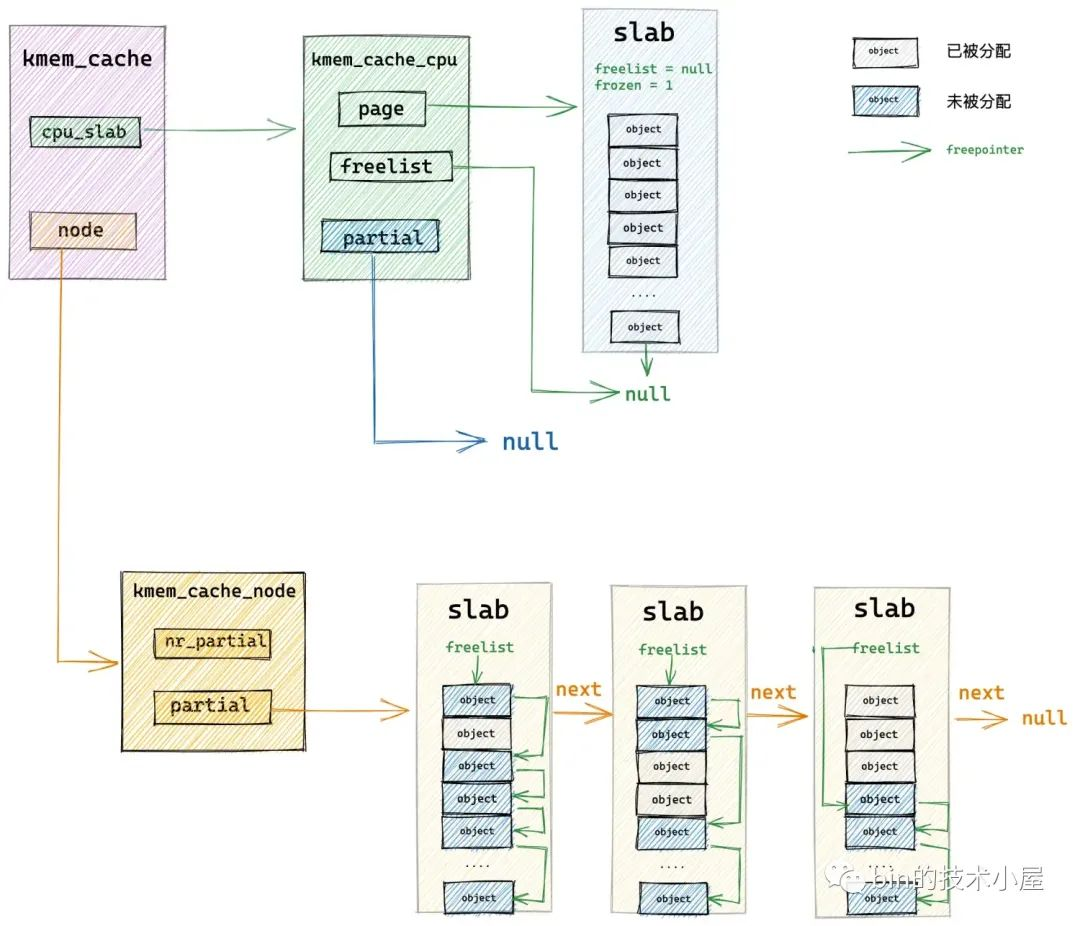 kmem_cache
cpu_slab
node
kmem_cache_cpu
page
freelist
partial
slab
freelist = null
frozen = 1
object
object
object
object
object
....
object
null
null
object
已被分配
object
未被分配
freepointer
kmem_cache_node
nr_partial
partial
slab
freelist
object
object
object
object
object
....
object
next
slab
freelist
object
object
object
object
object
....
object
next
slab
freelist
object
object
object
object
object
....
object
next
null
bin的技术小屋